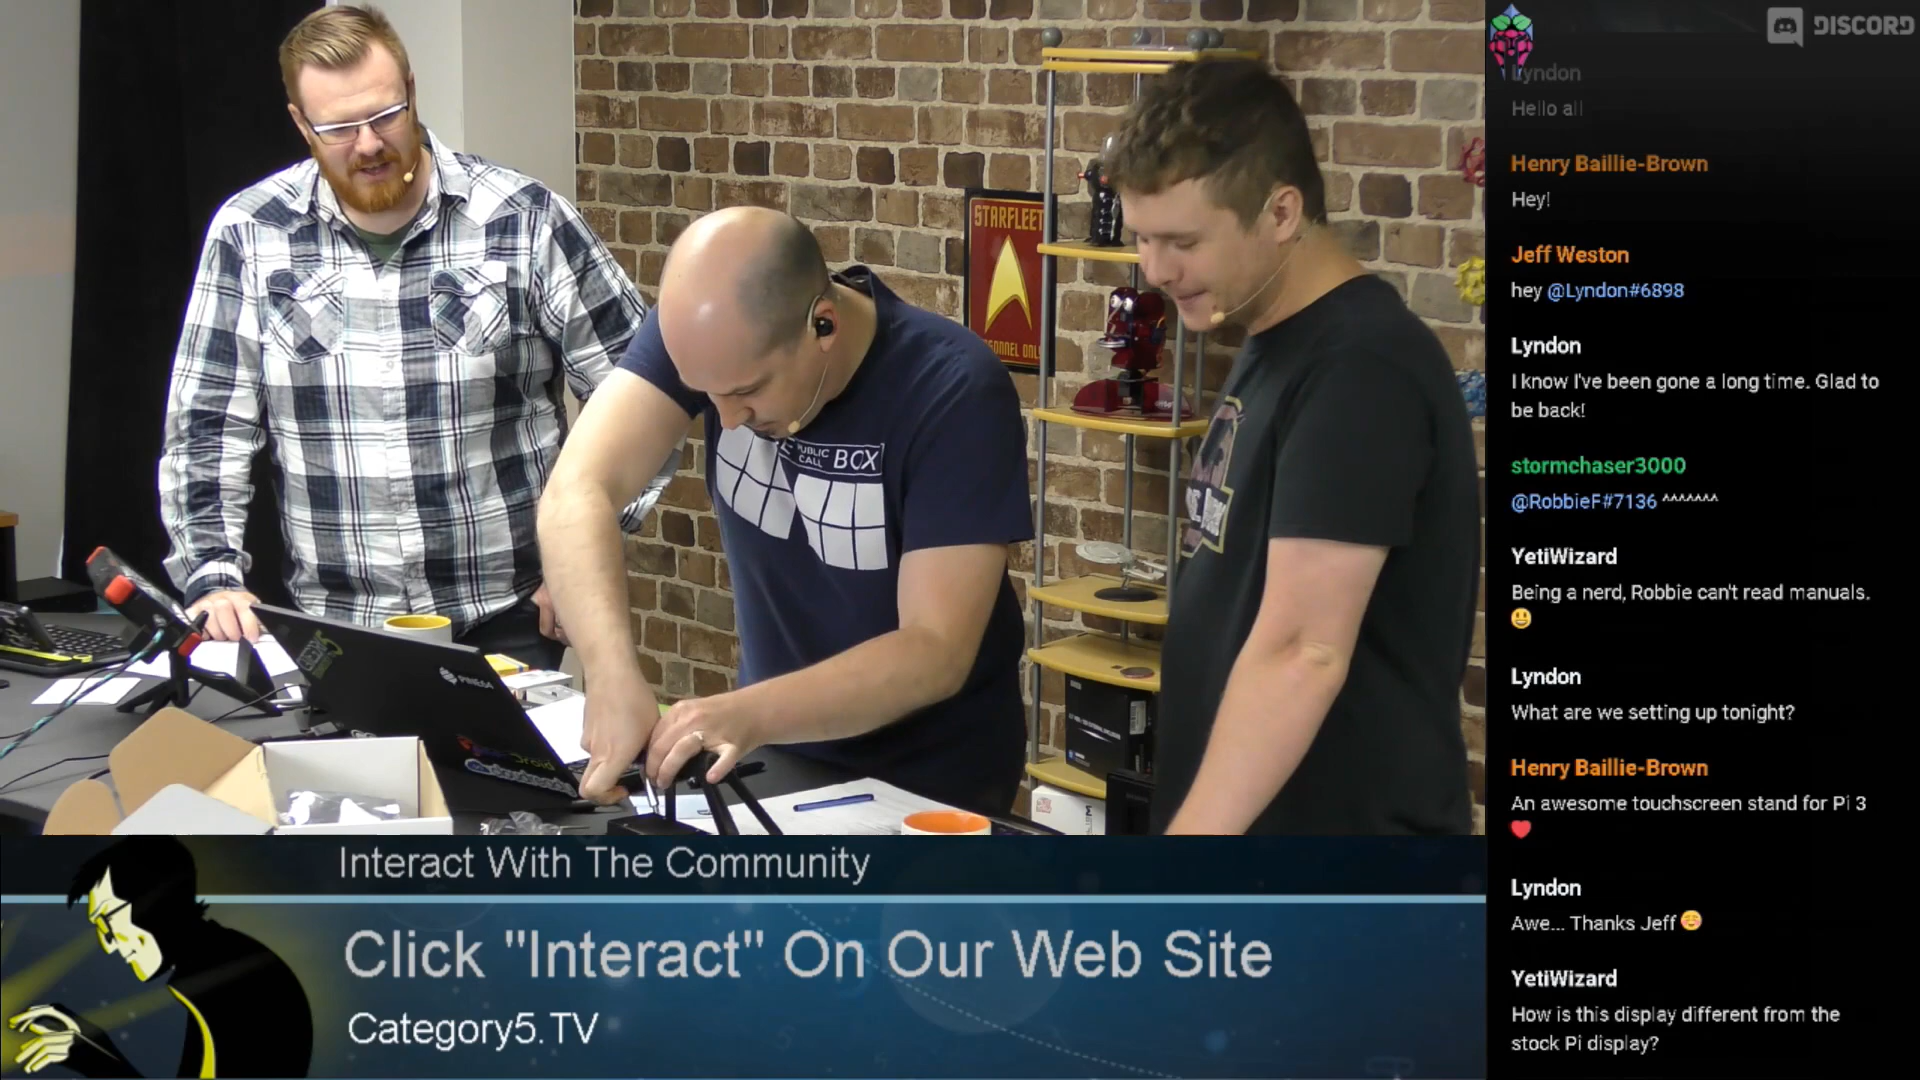 STARFLEET
PUBLIC
CALL
BOX
PINE64
Interact With The Community
Click "Interact" On Our Web Site
Category5.TV
DISCORD
Lyndon
Hello all
Henry Baillie-Brown
Hey!
Jeff Weston
hey @Lyndon#6898
Lyndon
I know I've been gone a long time. Glad to
be back!
stormchaser3000
@RobbieF#7136 ^^^^^^^
YetiWizard
Being a nerd, Robbie can't read manuals.
😃
Lyndon
What are we setting up tonight?
Henry Baillie-Brown
An awesome touchscreen stand for Pi 3
❤️
Lyndon
Awe... Thanks Jeff ☺️
YetiWizard
How is this display different from the
stock Pi display?